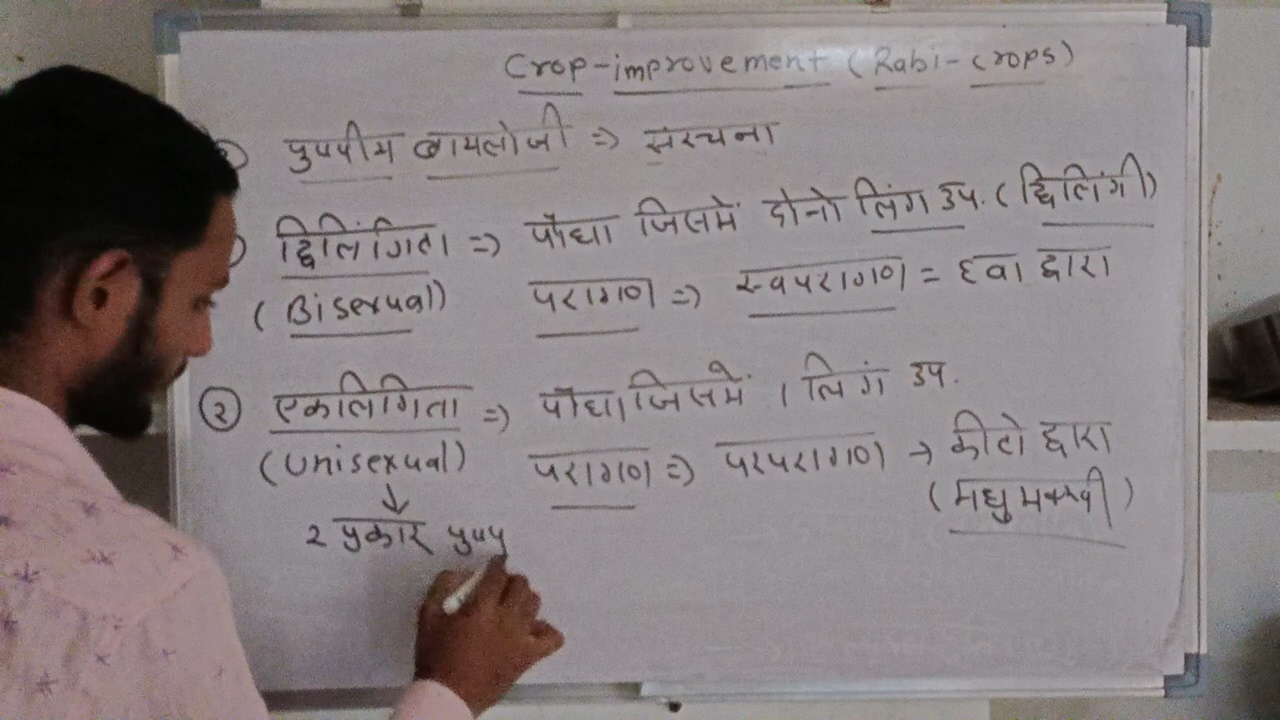 Crop-improvement (Rabi-crops)
पुष्पीय बायलोजी => संरचना
द्विलिंगिता => पौधा जिसमें दोनो लिंग उप. (द्विलिंगी)
(Bisexual) परागण => स्वपरागण = हवा द्वारा
२ एकलिंगिता => पौधा जिसमे 1 लिंग उप.
(Unisexual) परागण => परपरागण → कीटो द्वारा
↓ (मधुमक्खी)
2 प्रकार पुष्प